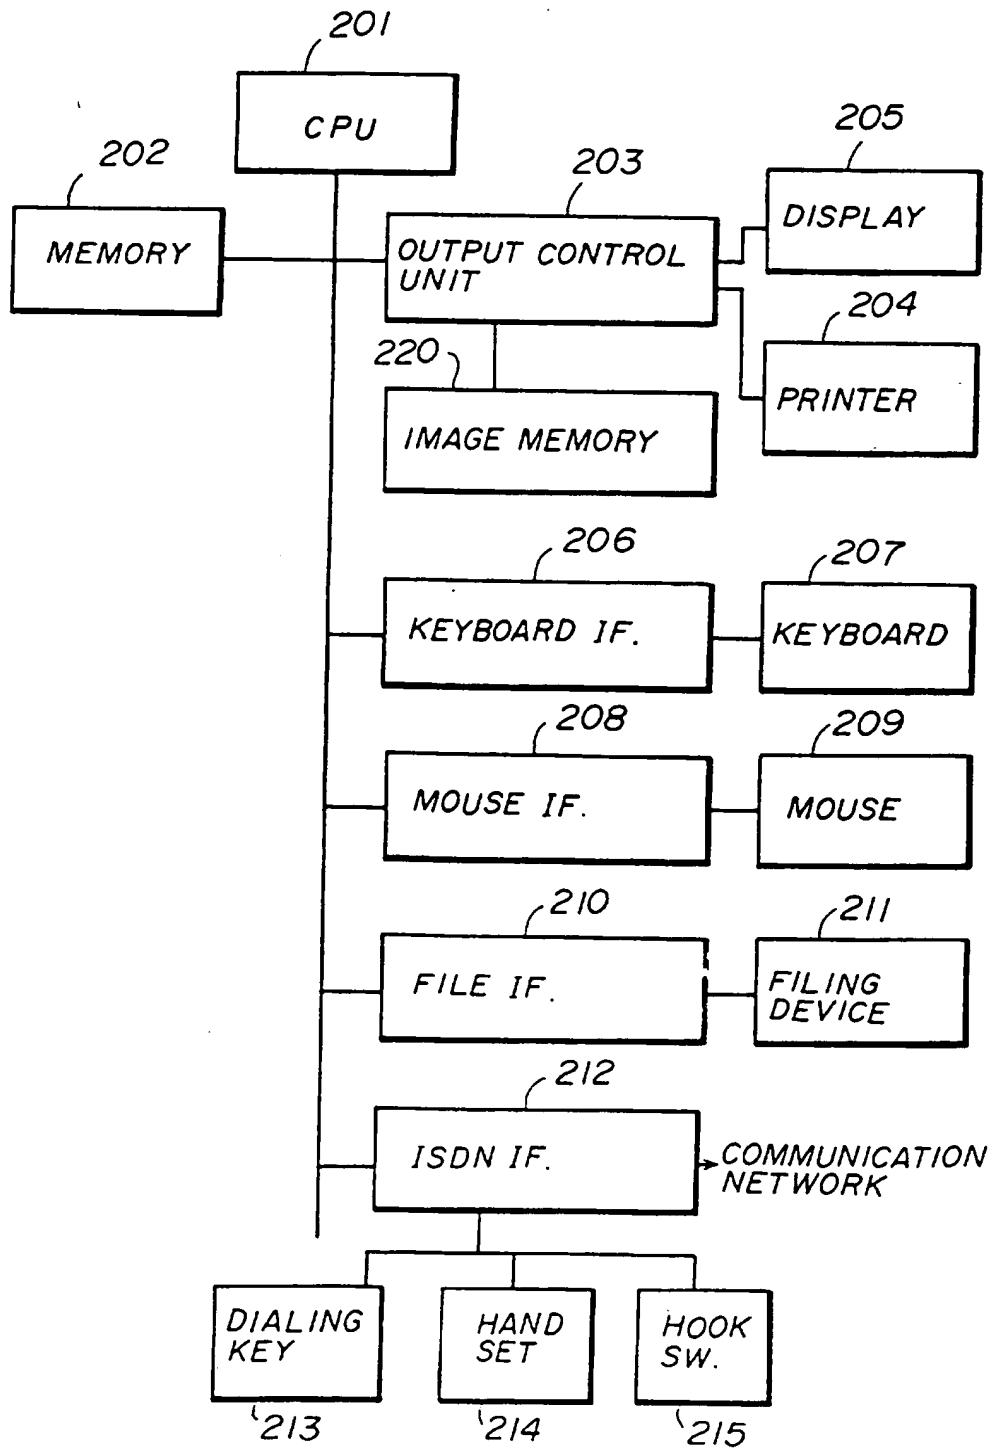 201
CPU
202
MEMORY
203
OUTPUT CONTROL
UNIT
205
DISPLAY
204
PRINTER
220
IMAGE MEMORY
206
KEYBOARD IF.
207
KEYBOARD
208
MOUSE IF.
209
MOUSE
210
FILE IF.
211
FILING
DEVICE
212
ISDN IF.
COMMUNICATION
NETWORK
DIALING
KEY
213
HAND
SET
214
HOOK
SW.
215